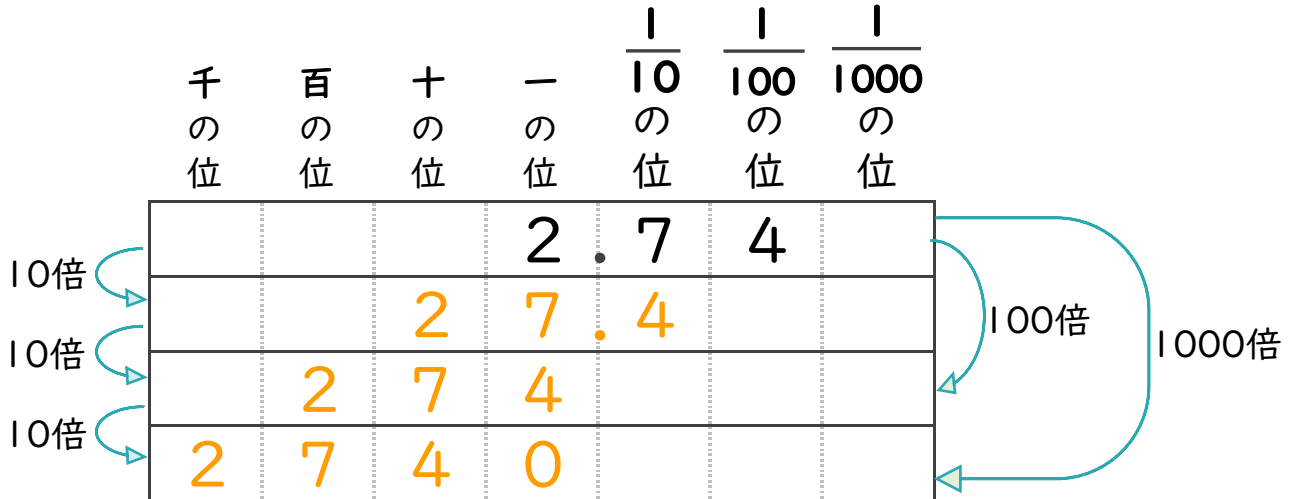 千の位 百の位 十の位 一の位 1/10の位 1/100の位 1/1000の位
2.74
10倍
27.4
100倍
10倍
1000倍
274
10倍
2740